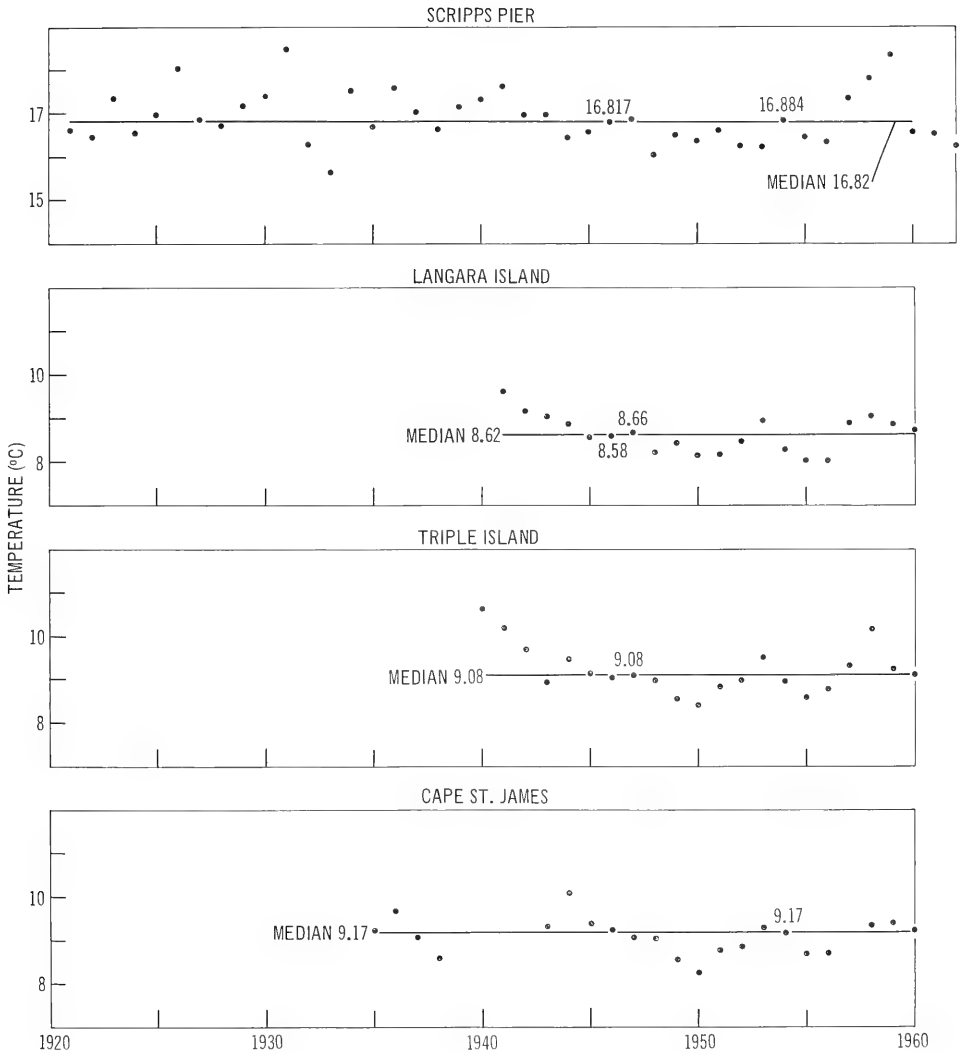 SCRIPPS PIER
17
15
16.817
16.884
MEDIAN 16.82
LANGARA ISLAND
10
8
MEDIAN 8.62
8.66
8.58
TEMPERATURE (ºC)
TRIPLE ISLAND
10
8
MEDIAN 9.08
9.08
CAPE ST. JAMES
10
8
MEDIAN 9.17
9.17
1920
1930
1940
1950
1960